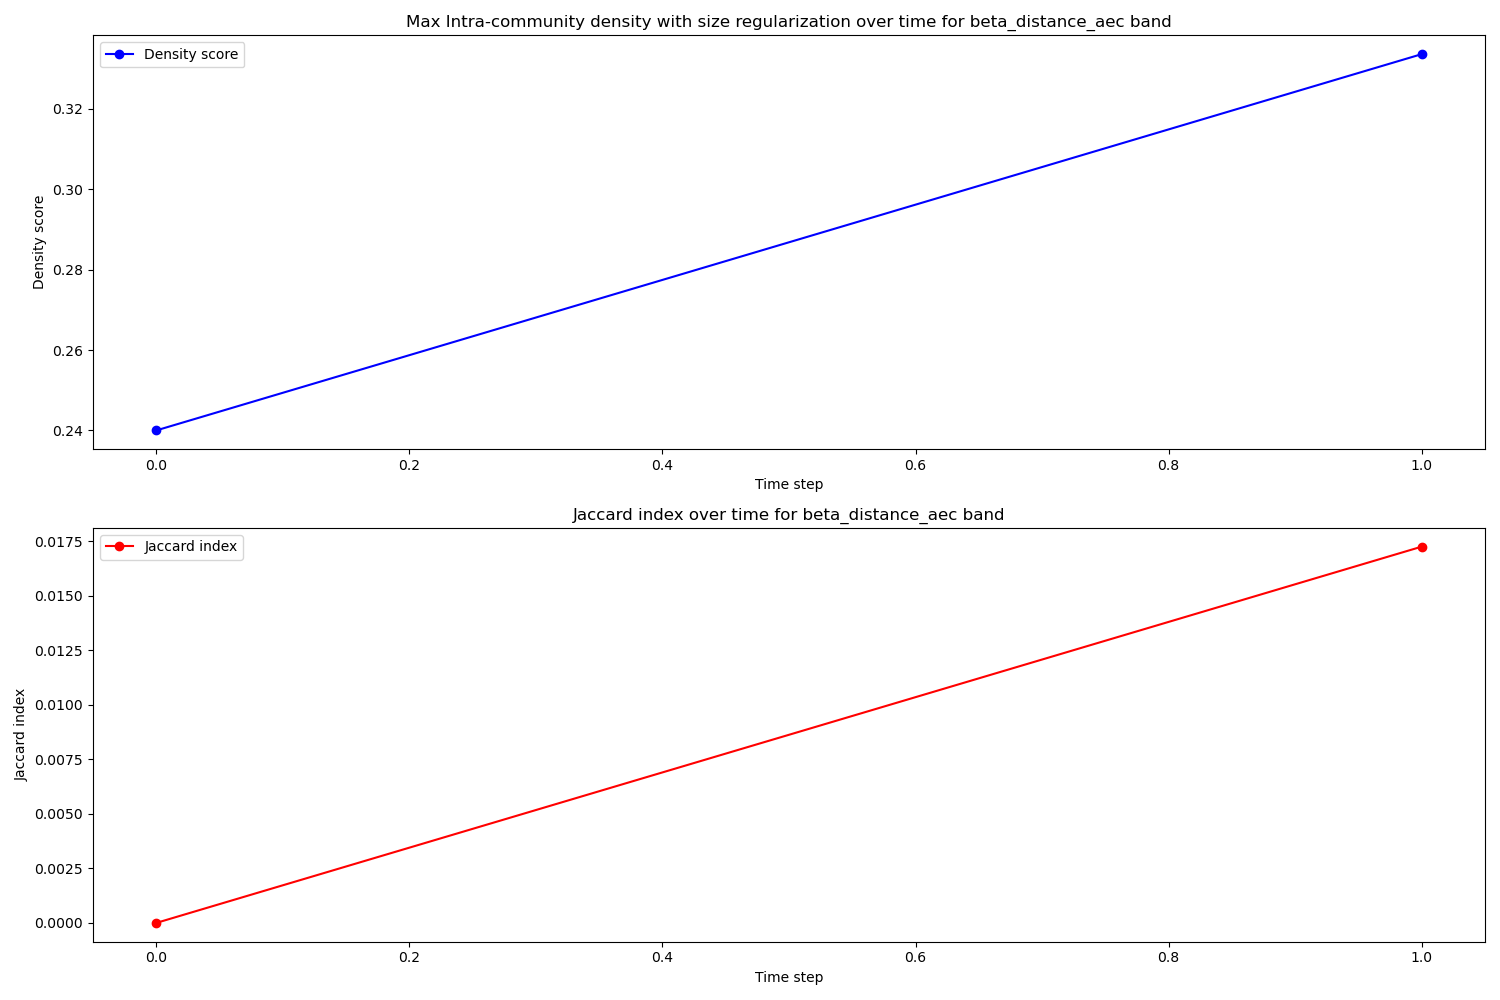 Max Intra-community density with size regularization over time for beta_distance_aec band
Density score
0.32
0.30
0.28
0.26
0.24
Density score
0.0 0.2 0.4 0.6 0.8 1.0
Time step
Jaccard index over time for beta_distance_aec band
Jaccard index
0.0175
0.0150
0.0125
0.0100
0.0075
0.0050
0.0025
0.0000
Jaccard index
0.0 0.2 0.4 0.6 0.8 1.0
Time step